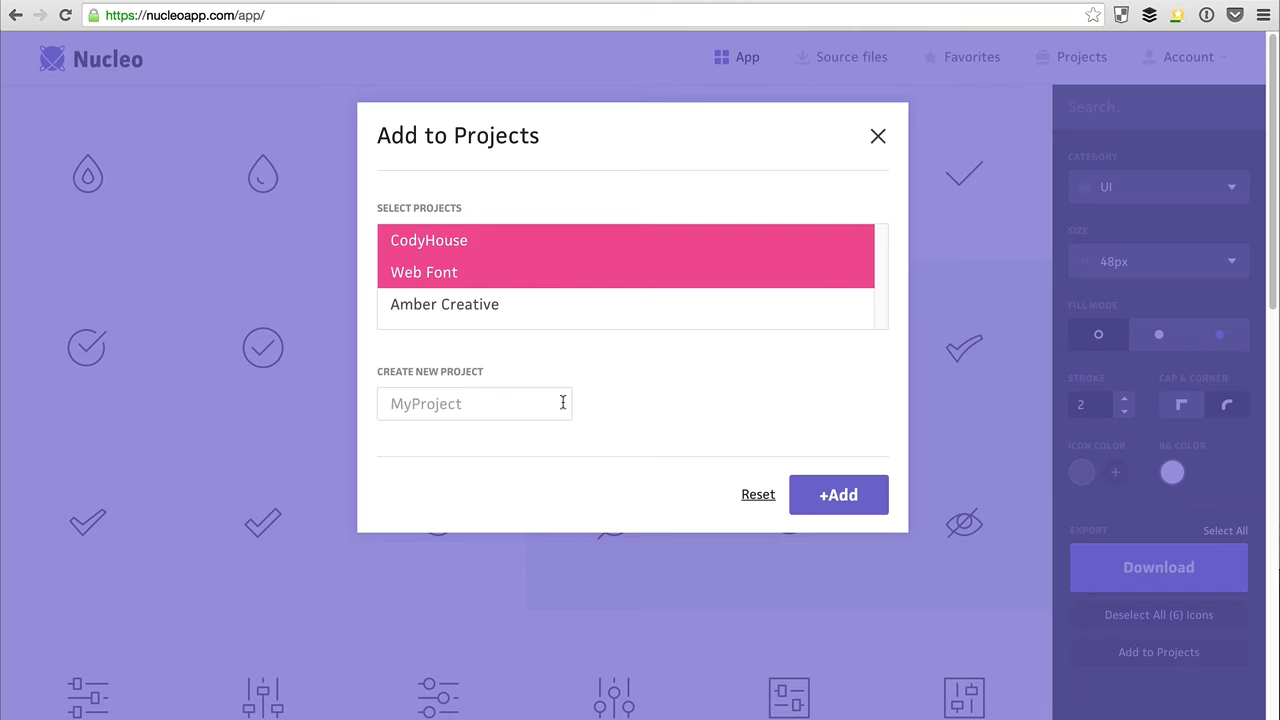 https://nucleoapp.com/app/
Nucleo
App
Source files
Favorites
Projects
Account
Add to Projects
SELECT PROJECTS
CodyHouse
Web Font
Amber Creative
CREATE NEW PROJECT
MyProject
Reset
+Add
Search.
CATEGORY
UI
SIZE
48px
FILL MODE
STROKE
CAP & CORNER
2
ICON COLOR
BG COLOR
EXPORT
Select All
Download
Deselect All (6) Icons
Add to Projects